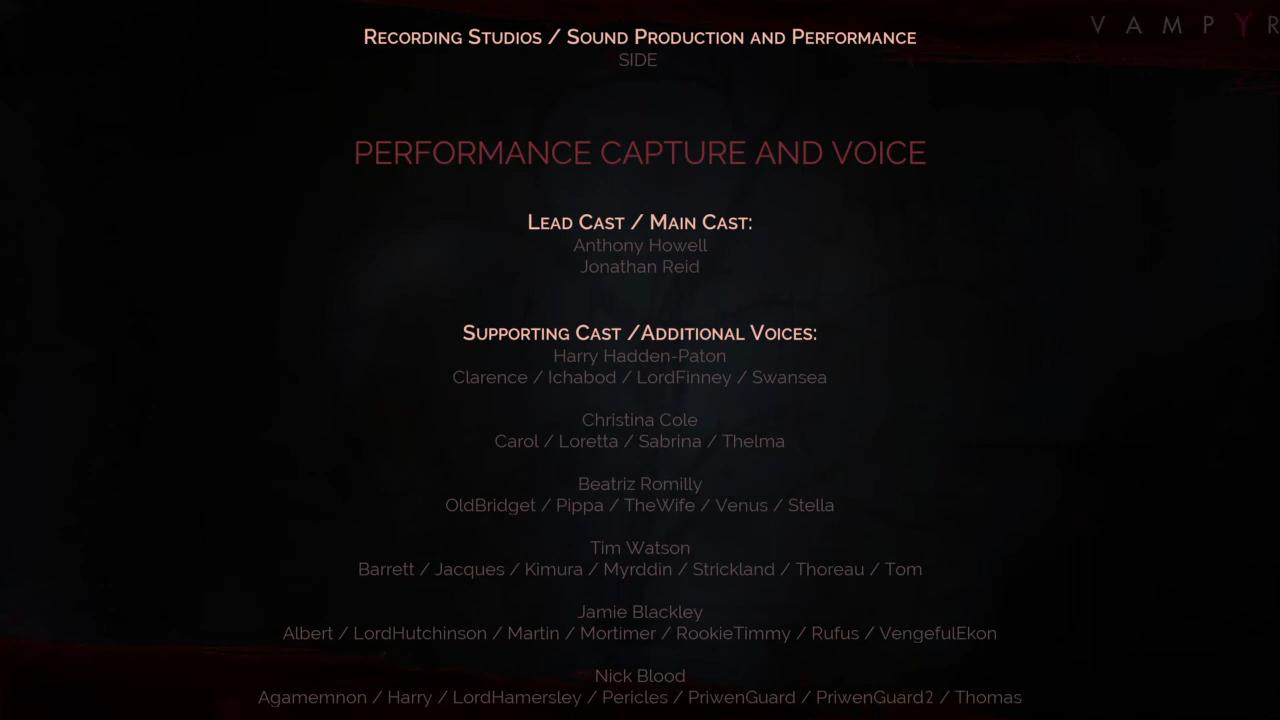 VAMPYR
Recording Studios / Sound Production and Performance
SIDE
PERFORMANCE CAPTURE AND VOICE
Lead Cast / Main Cast:
Anthony Howell
Jonathan Reid
Supporting Cast /Additional Voices:
Harry Hadden-Paton
Clarence / Ichabod / LordFinney / Swansea
Christina Cole
Carol / Loretta / Sabrina / Thelma
Beatriz Romilly
OldBridget / Pippa / TheWife / Venus / Stella
Tim Watson
Barrett / Jacques / Kimura / Myrddin / Strickland / Thoreau / Tom
Jamie Blackley
Albert / LordHutchinson / Martin / Mortimer / RookieTimmy / Rufus / VengefulEkon
Nick Blood
Agamemnon / Harry / LordHamersley / Pericles / PriwenGuard / PriwenGuard2 / Thomas